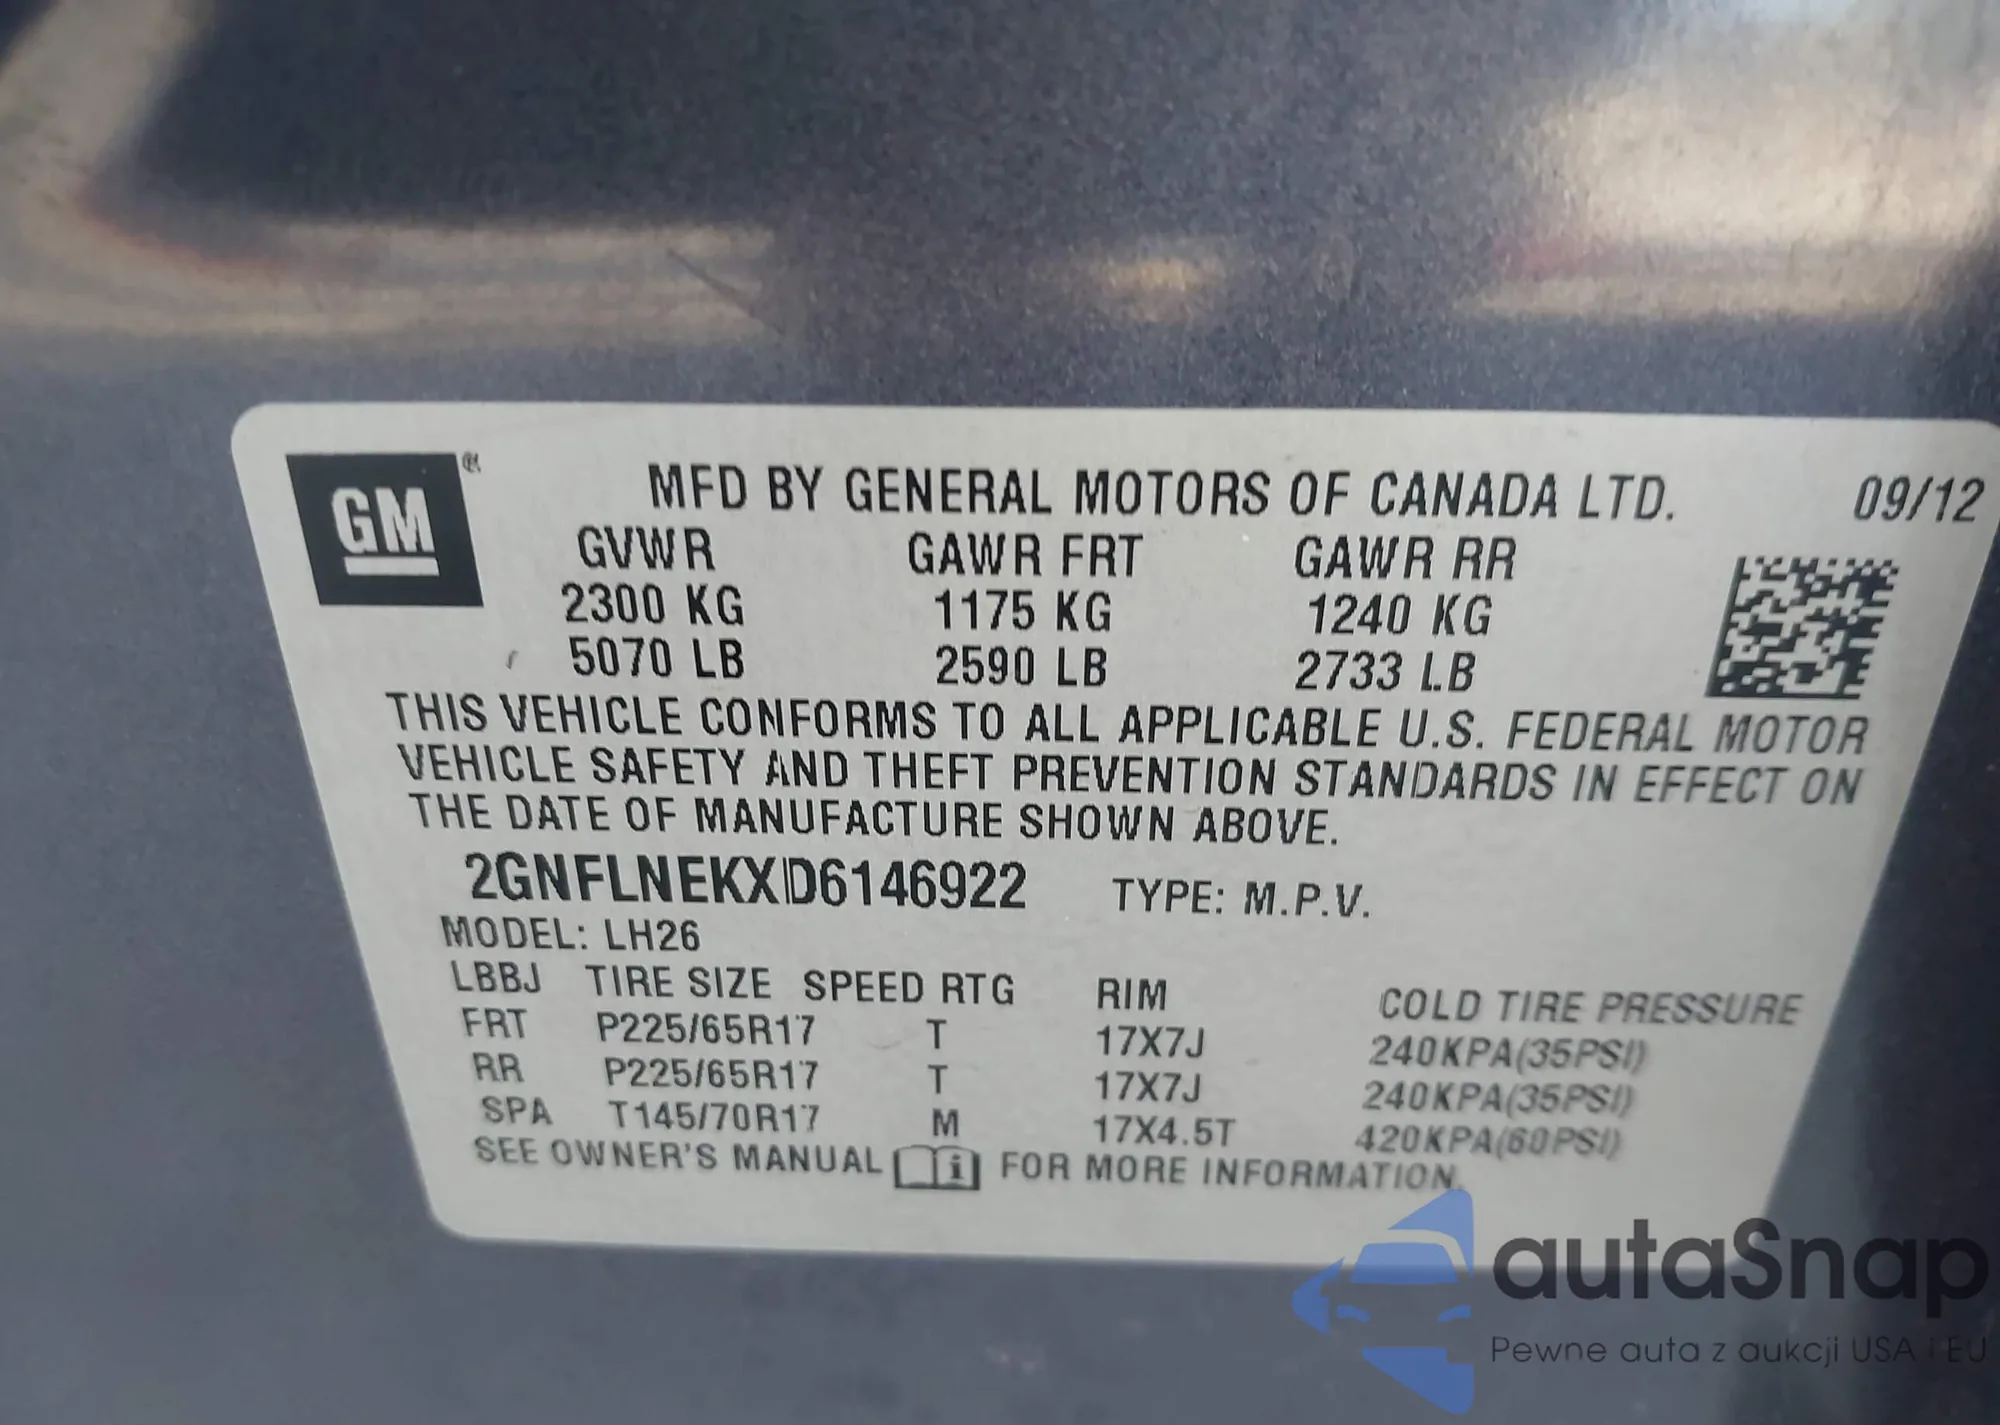 GM ®
MFD BY GENERAL MOTORS OF CANADA LTD. 09/12
GVWR GAWR FRT GAWR RR
2300 KG 1175 KG 1240 KG
5070 LB 2590 LB 2733 LB
THIS VEHICLE CONFORMS TO ALL APPLICABLE U.S. FEDERAL MOTOR
VEHICLE SAFETY AND THEFT PREVENTION STANDARDS IN EFFECT ON
THE DATE OF MANUFACTURE SHOWN ABOVE.
2GNFLNEKXD6146922 TYPE: M.P.V.
MODEL: LH26
LBBJ TIRE SIZE SPEED RTG RIM COLD TIRE PRESSURE
FRT P225/65R17 T 17X7J 240KPA(35PSI)
RR P225/65R17 T 17X7J 240KPA(35PSI)
SPA T145/70R17 M 17X4.5T 420KPA(60PSI)
SEE OWNER'S MANUAL i FOR MORE INFORMATION.
autaSnap
Pewne auta z aukcji USA i EU